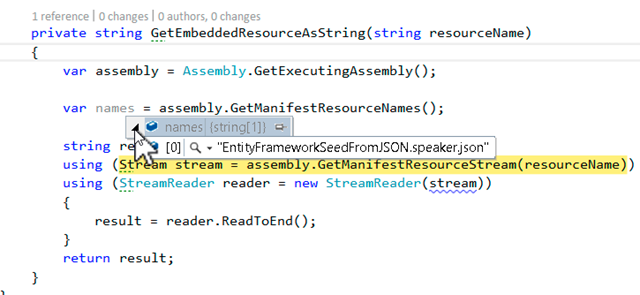 1 reference | 0 changes | 0 authors, 0 changes
private string GetEmbeddedResourceAsString(string resourceName)
{
var assembly = Assembly.GetExecutingAssembly();
var names = assembly.GetManifestResourceNames();
names {string[1]}
string re
[0] "EntityFrameworkSeedFromJSON.speaker.json"
using (Stream stream = assembly.GetManifestResourceStream(resourceName))
using (StreamReader reader = new StreamReader(stream))
{
result = reader.ReadToEnd();
}
return result;
}